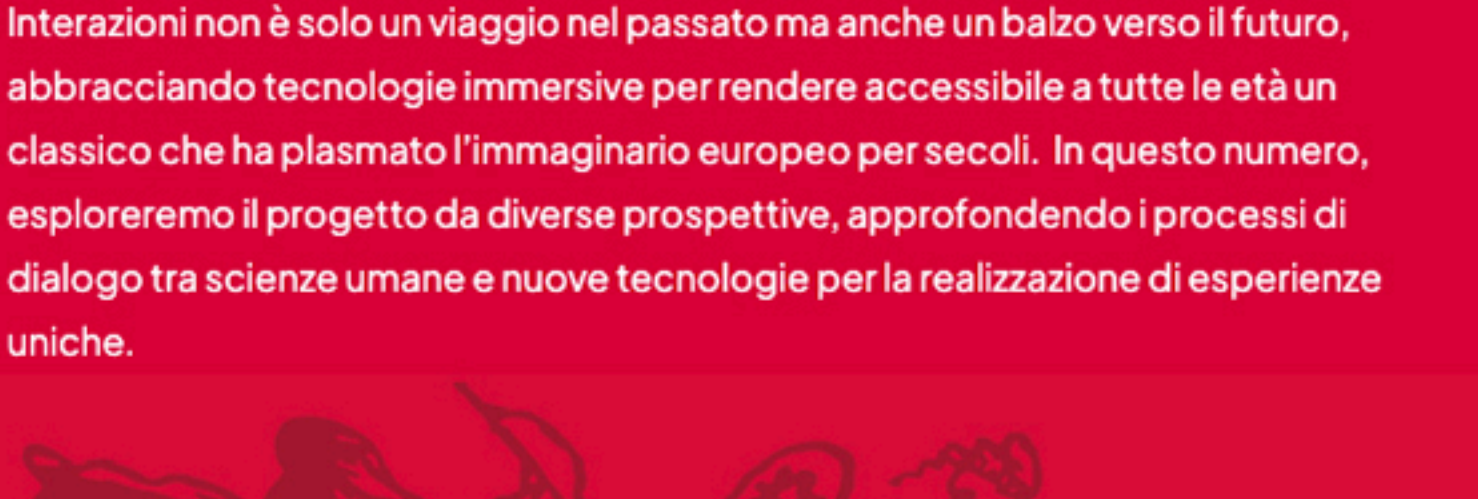 Interazioni non è solo un viaggio nel passato ma anche un balzo verso il futuro,
abbracciando tecnologie immersive per rendere accessibile a tutte le età un
classico che ha plasmato l'immaginario europeo per secoli. In questo numero,
esploreremo il progetto da diverse prospettive, approfondendo i processi di
dialogo tra scienze umane e nuove tecnologie per la realizzazione di esperienze
uniche.